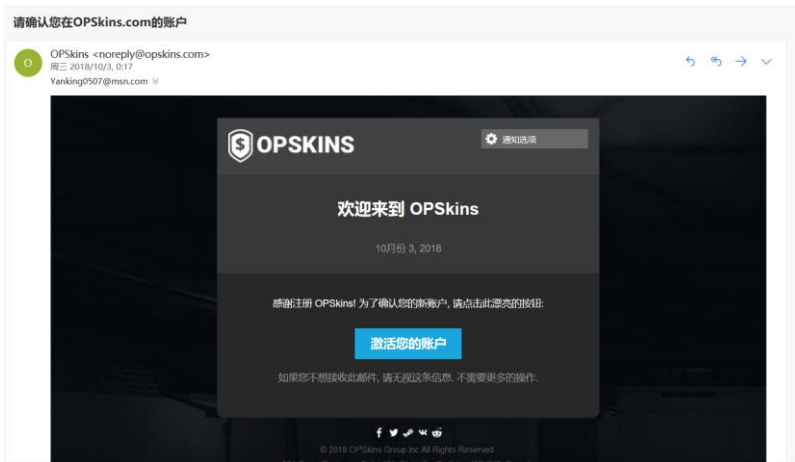 请确认您在OPSkins.com的账户
O
OPSkins <noreply@opskins.com>
周三 2018/10/3, 0:17
Yanking0507@msn.com
OPSKINS
通知选项
欢迎来到 OPSkins
10月份 3, 2018
感谢注册 OPSkins! 为了确认您的新账户, 请点击此漂亮的按钮:
激活您的账户
如果您不想接收此邮件, 请无视这条信息. 不需要更多的操作.
© 2018 OPSkins Group Inc. All Rights Reserved.